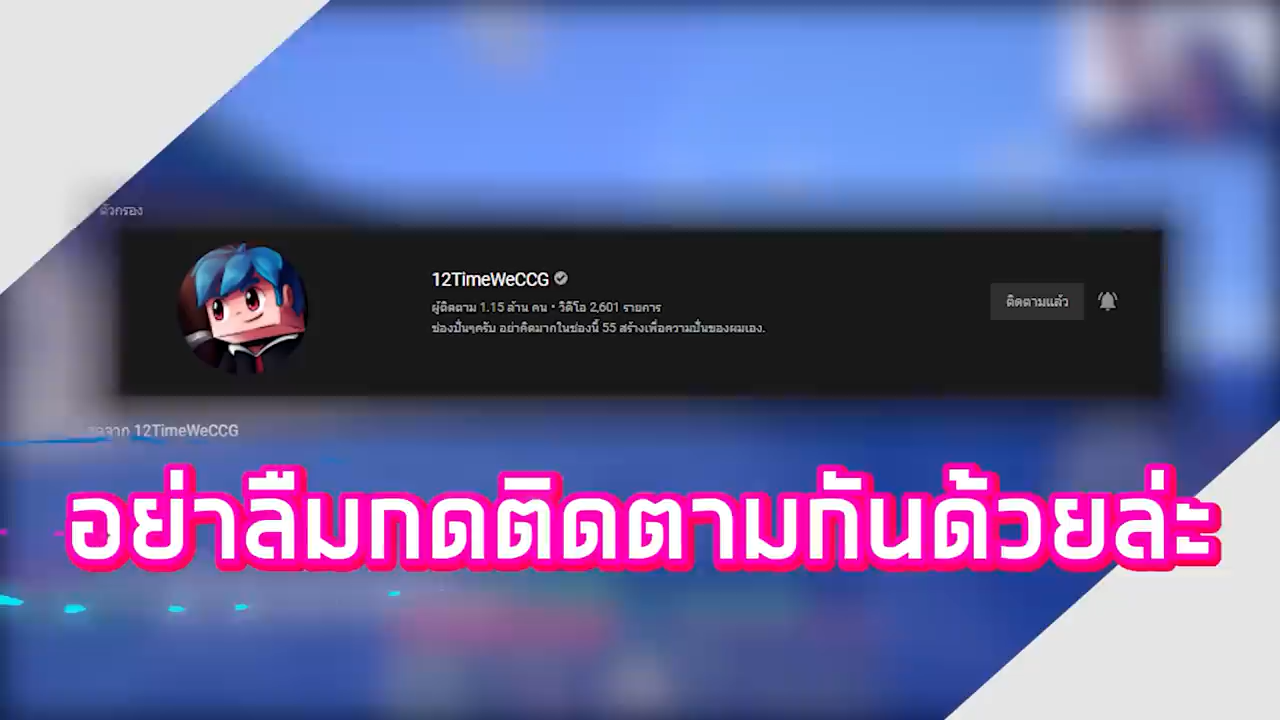 ตัวกรอง
12TimeWeCCG
ผู้ติดตาม 1.15 ล้าน คน • วิดีโอ 2,601 รายการ
ช่องปั่นๆครับ อย่าคิดมากในช่องนี้ 55 สร้างเพื่อความปั่นของผมเอง.
ติดตามแล้ว
จาก 12TimeWeCCG
อย่าลืมกดติดตามกันด้วยล่ะ